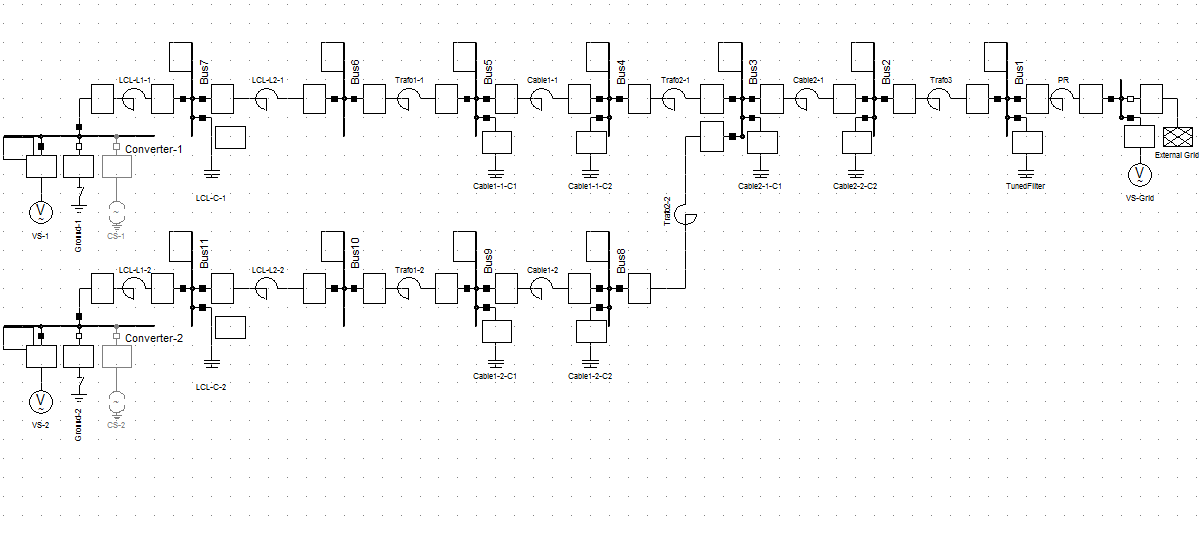 LCL-L1-1
Bus7
LCL-L2-1
Bus6
Trafo1-1
Bus5
Cable1-1
Bus4
Trafo2-1
Bus3
Cable2-1
Bus2
Trafo3
Bus1
PR
Converter-1
V
~
V
~
External Grid
Cable1-1-C1
Cable1-1-C2
Cable2-1-C1
Cable2-2-C2
TunedFilter
VS-Grid
LCL-C-1
Trafo2-2
~
VS-1
Ground-1
CS-1
LCL-L1-2
Bus11
LCL-L2-2
Bus10
Trafo1-2
Bus9
Cable1-2
Bus8
Converter-2
Cable1-2-C1
Cable1-2-C2
LCL-C-2
V
~
~
VS-2
Ground-2
CS-2